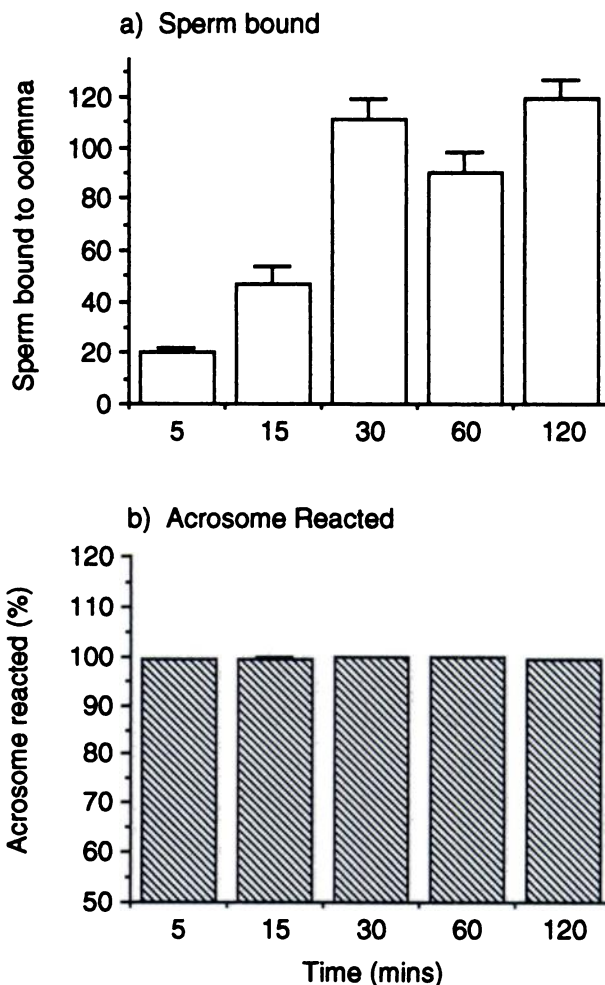 a) Sperm bound
Sperm bound to oolemma
120
100
80
60
40
20
0
5 15 30 60 120
b) Acrosome Reacted
Acrosome reacted (%)
120
110
100
90
80
70
60
50
5 15 30 60 120
Time (mins)